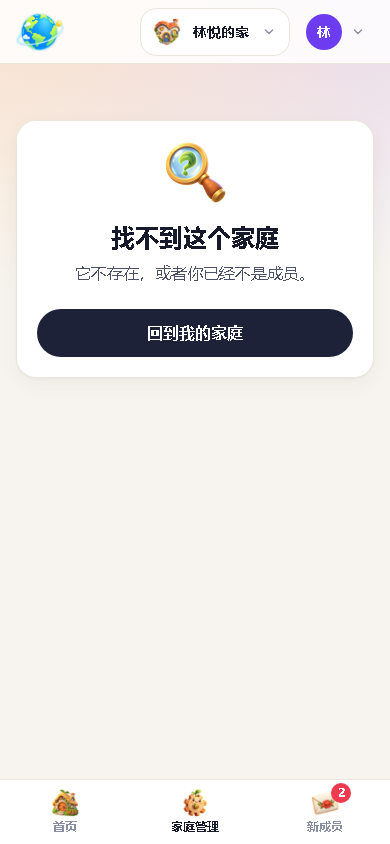 林悦的家
林
找不到这个家庭
它不存在，或者你已经不是成员。
回到我的家庭
首页
家庭管理
2
新成员